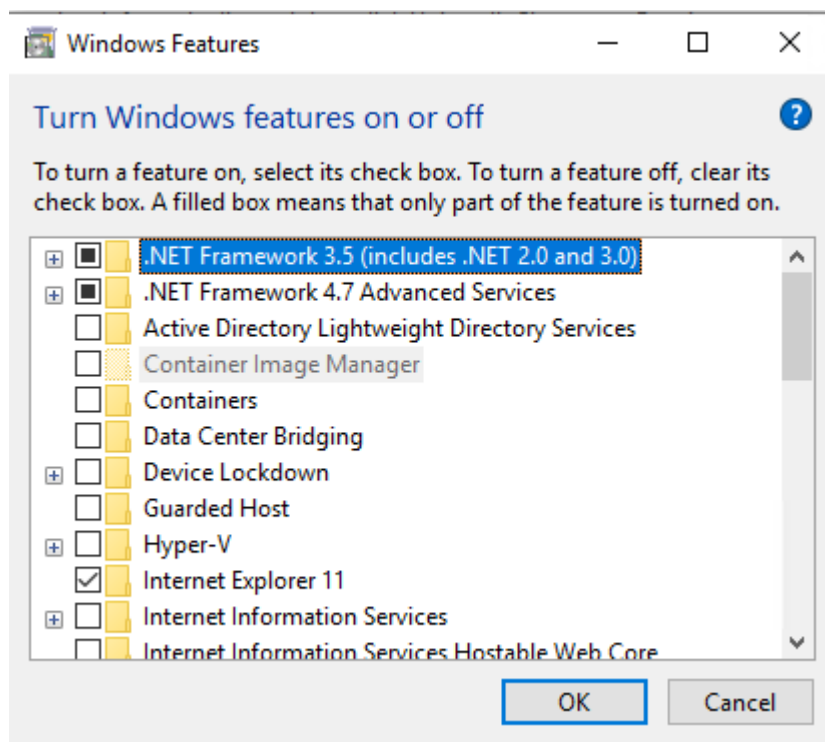 Windows Features
Turn Windows features on or off
?
To turn a feature on, select its check box. To turn a feature off, clear its
check box. A filled box means that only part of the feature is turned on.
.NET Framework 3.5 (includes .NET 2.0 and 3.0)
.NET Framework 4.7 Advanced Services
Active Directory Lightweight Directory Services
Container Image Manager
Containers
Data Center Bridging
Device Lockdown
Guarded Host
Hyper-V
Internet Explorer 11
Internet Information Services
Internet Information Services Hostable Web Core
OK
Cancel